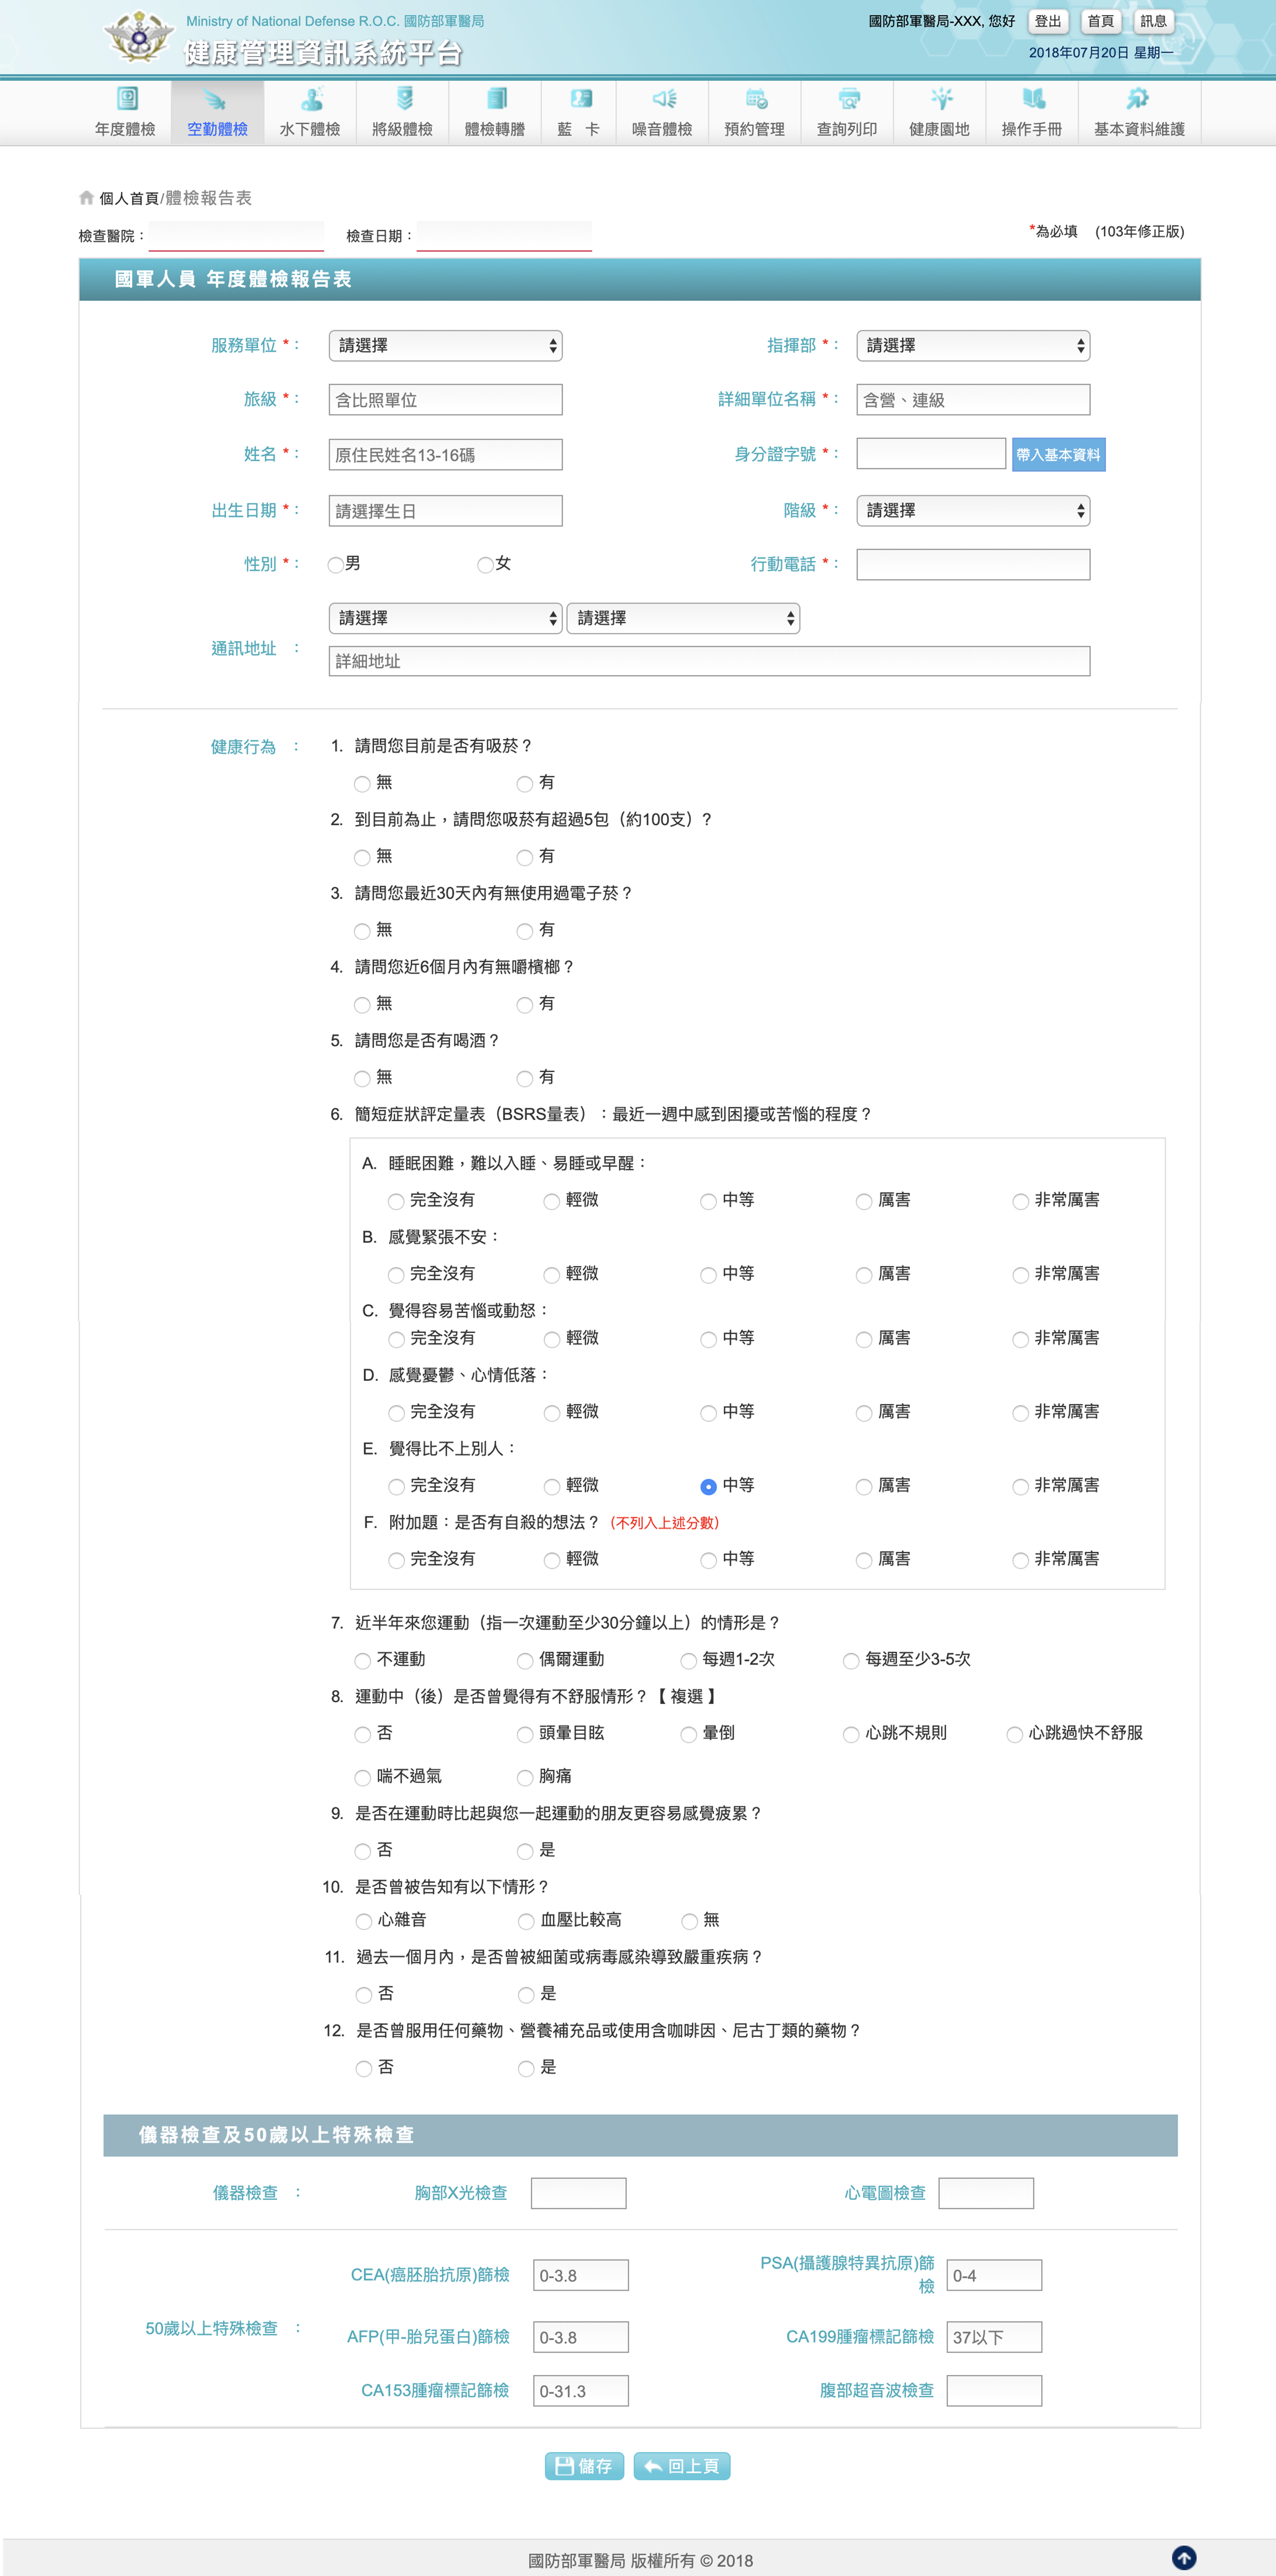 Ministry of National Defense R.O.C. 國防部軍醫局
健康管理資訊系統平台
國防部軍醫局-XXX, 您好 登出 首頁 訊息
2018年07月20日 星期一
年度體檢 空勤體檢 水下體檢 將級體檢 體檢轉謄 藍 卡 噪音體檢 預約管理 查詢列印 健康園地 操作手冊 基本資料維護
個人首頁/體檢報告表
檢查醫院: 檢查日期: *為必填 (103年修正版)
國軍人員 年度體檢報告表
服務單位 *: 請選擇 指揮部 *: 請選擇
旅級 *: 含比照單位 詳細單位名稱 *: 含營、連級
姓名 *: 原住民姓名13-16碼 身分證字號 *: 帶入基本資料
出生日期 *: 請選擇生日 階級 *: 請選擇
性別 *: 男 女 行動電話 *:
請選擇 請選擇
通訊地址 :
詳細地址
健康行為 : 1. 請問您目前是否有吸菸?
無 有
2. 到目前為止,請問您吸菸有超過5包(約100支)?
無 有
3. 請問您最近30天內有無使用過電子菸?
無 有
4. 請問您近6個月內有無嚼檳榔?
無 有
5. 請問您是否有喝酒?
無 有
6. 簡短症狀評定量表(BSRS量表):最近一週中感到困擾或苦惱的程度?
A. 睡眠困難,難以入睡、易睡或早醒:
完全沒有 輕微 中等 厲害 非常厲害
B. 感覺緊張不安:
完全沒有 輕微 中等 厲害 非常厲害
C. 覺得容易苦惱或動怒:
完全沒有 輕微 中等 厲害 非常厲害
D. 感覺憂鬱、心情低落:
完全沒有 輕微 中等 厲害 非常厲害
E. 覺得比不上別人:
完全沒有 輕微 中等 厲害 非常厲害
F. 附加題:是否有自殺的想法?(不列入上述分數)
完全沒有 輕微 中等 厲害 非常厲害
7. 近半年來您運動(指一次運動至少30分鐘以上)的情形是?
不運動 偶爾運動 每週1-2次 每週至少3-5次
8. 運動中(後)是否曾覺得有不舒服情形?【 複選 】
否 頭暈目眩 暈倒 心跳不規則 心跳過快不舒服
喘不過氣 胸痛
9. 是否在運動時比起與您一起運動的朋友更容易感覺疲累?
否 是
10. 是否曾被告知有以下情形?
心雜音 血壓比較高 無
11. 過去一個月內,是否曾被細菌或病毒感染導致嚴重疾病?
否 是
12. 是否曾服用任何藥物、營養補充品或使用含咖啡因、尼古丁類的藥物?
否 是
儀器檢查及50歲以上特殊檢查
儀器檢查 : 胸部X光檢查 心電圖檢查
CEA(癌胚胎抗原)篩檢 0-3.8 PSA(攝護腺特異抗原)篩
檢 0-4
50歲以上特殊檢查 : AFP(甲-胎兒蛋白)篩檢 0-3.8 CA199腫瘤標記篩檢 37以下
CA153腫瘤標記篩檢 0-31.3 腹部超音波檢查
儲存 回上頁
國防部軍醫局 版權所有 © 2018